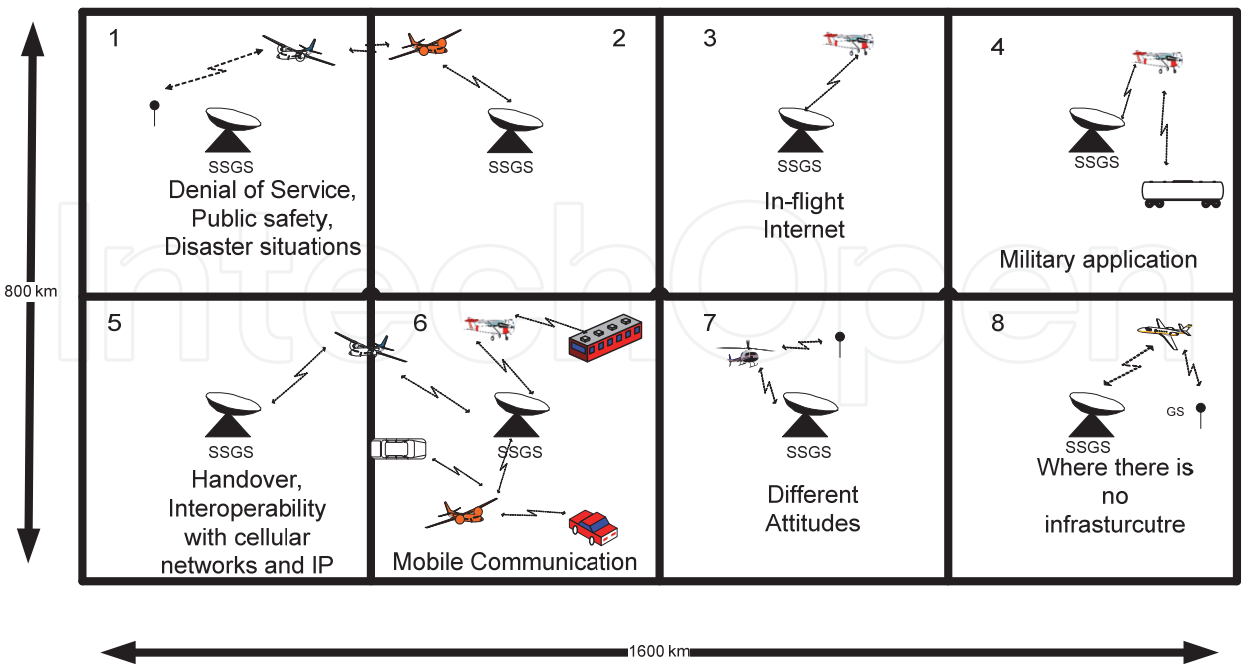 1
SSGS
Denial of Service,
Public safety,
Disaster situations
2
SSGS
3
SSGS
In-flight
Internet
4
SSGS
Military application
800 km
5
SSGS
Handover,
Interoperability
with cellular
networks and IP
6
SSGS
Mobile Communication
7
SSGS
Different
Attitudes
8
GS
SSGS
Where there is
no
infrasturcutre
1600 km
IntechOpen